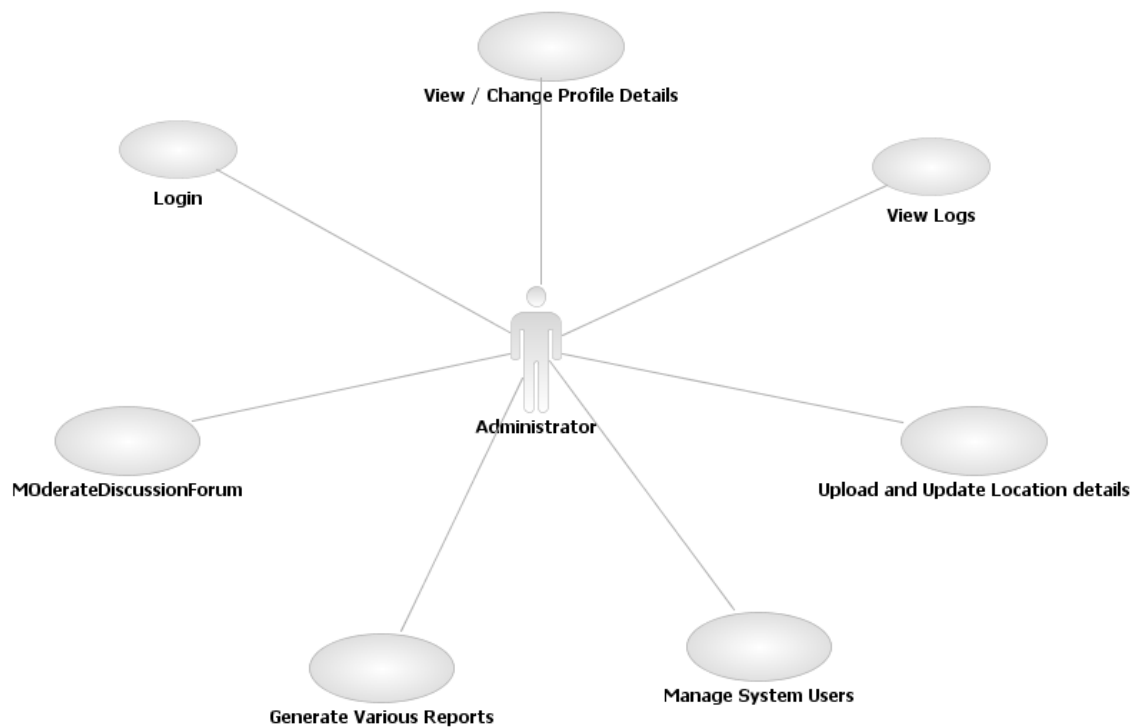 View / Change Profile Details
Login
View Logs
Administrator
MOderateDiscussionForum
Upload and Update Location details
Manage System Users
Generate Various Reports